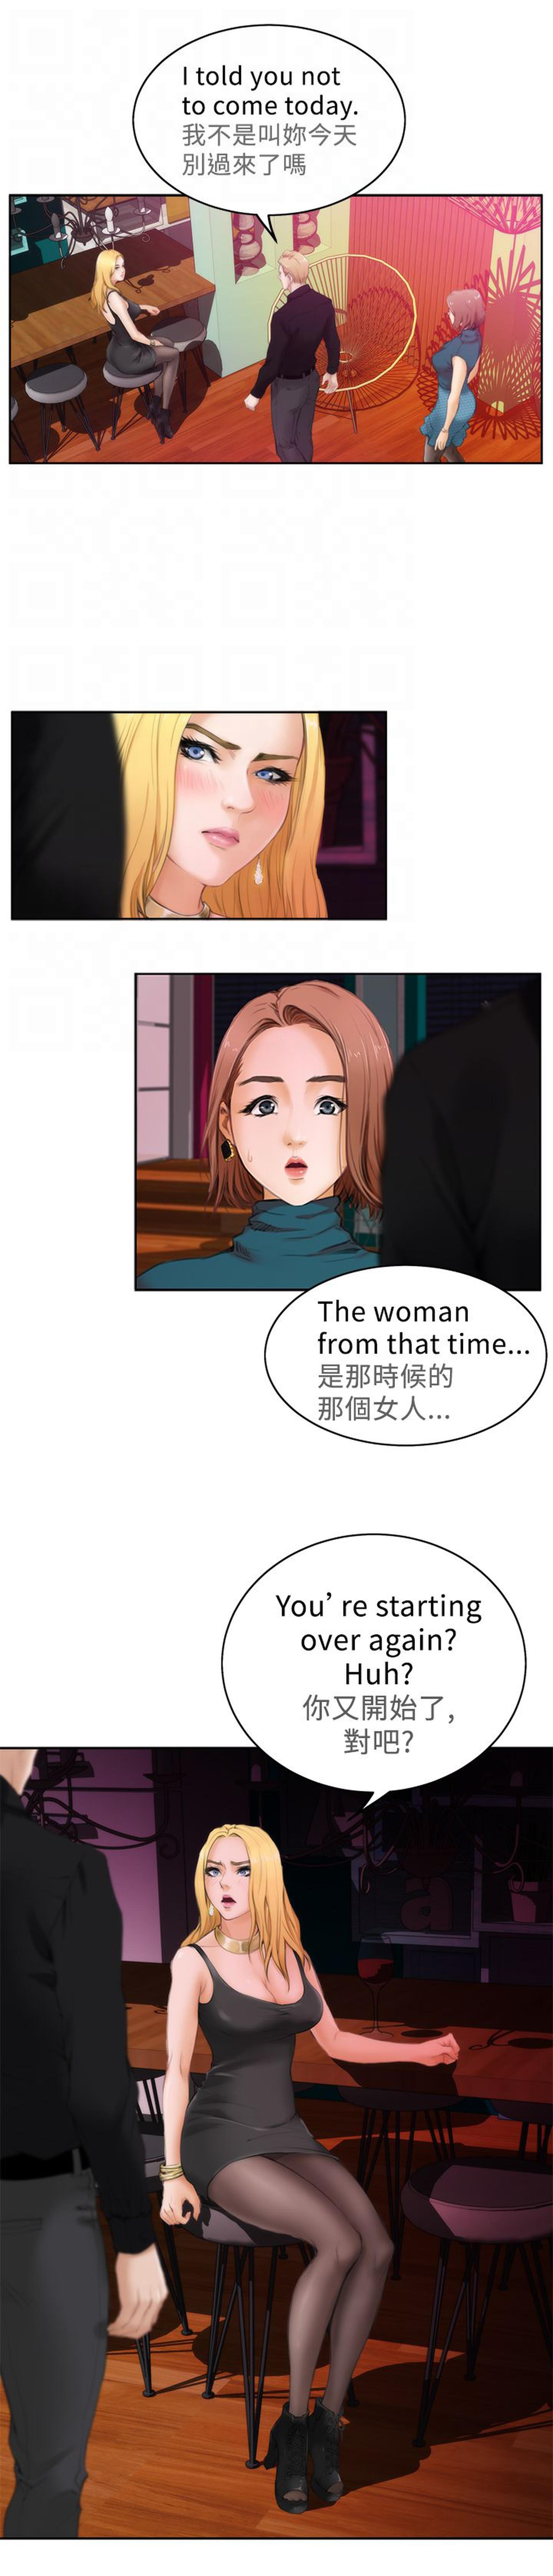 I told you not
to come today.
我不是叫妳今天
別過來了嗎
The woman
from that time...
是那時候的
那個女人...
You' re starting
over again?
Huh?
你又開始了,
對吧?
a